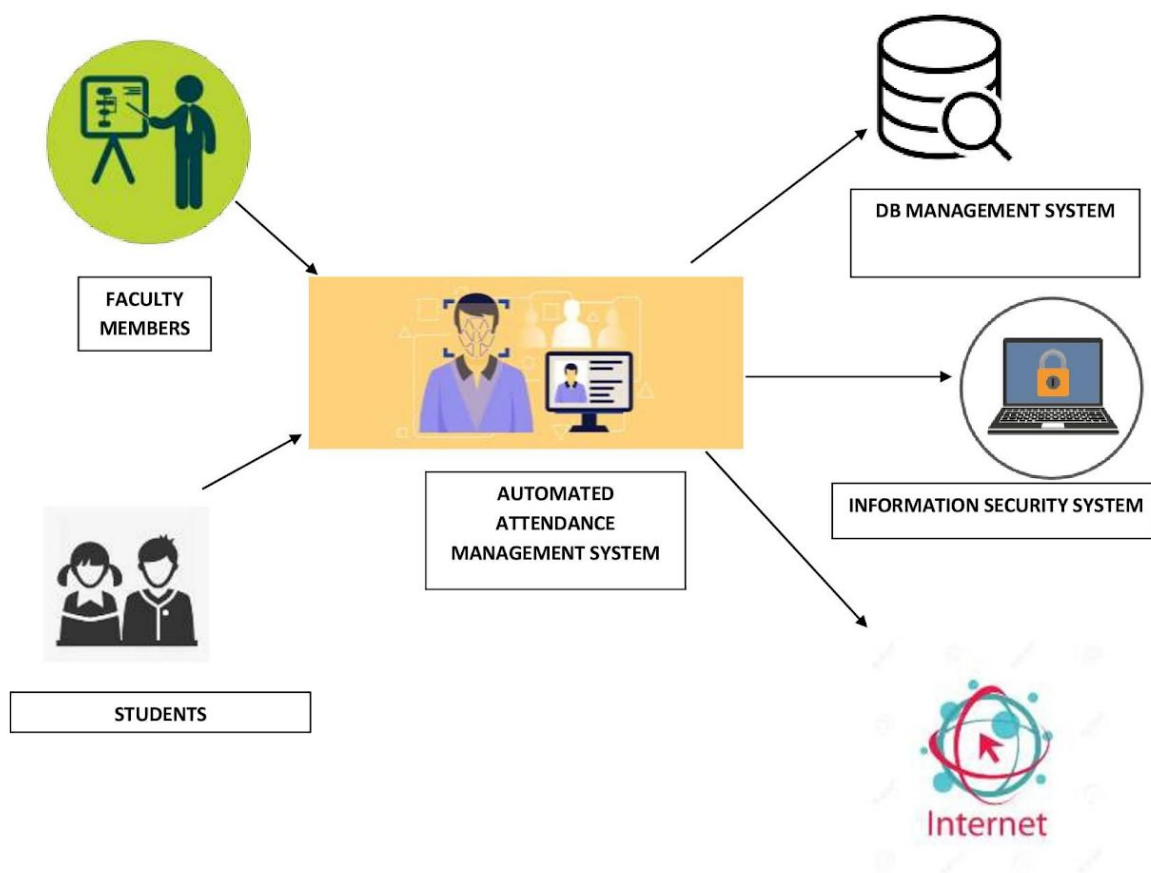 DB MANAGEMENT SYSTEM
FACULTY
MEMBERS
AUTOMATED
ATTENDANCE
MANAGEMENT SYSTEM
INFORMATION SECURITY SYSTEM
STUDENTS
Internet